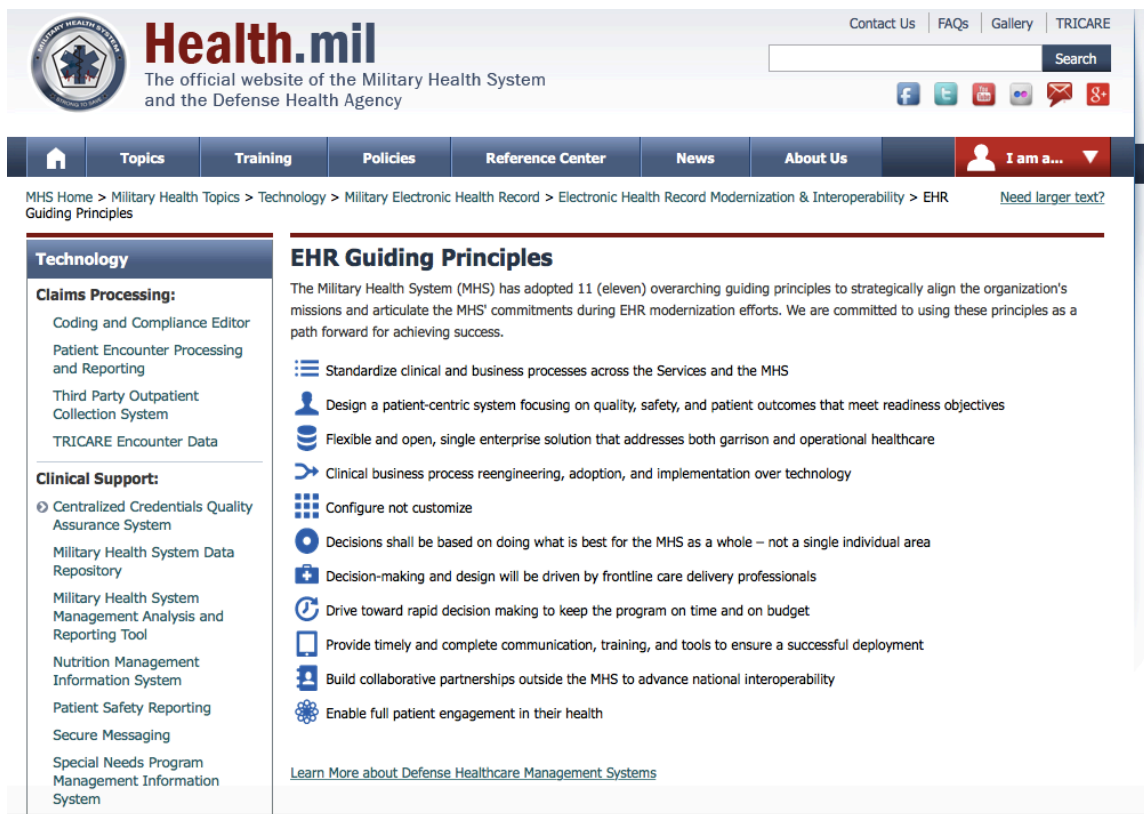 Contact Us | FAQs | Gallery | TRICARE
MILITARY HEALTH SYSTEM
STRONG TO SAVE
Health.mil
The official website of the Military Health System
and the Defense Health Agency
Search
Topics Training Policies Reference Center News About Us I am a...
MHS Home > Military Health Topics > Technology > Military Electronic Health Record > Electronic Health Record Modernization & Interoperability > EHR
Guiding Principles
Need larger text?
Technology
Claims Processing:
Coding and Compliance Editor
Patient Encounter Processing
and Reporting
Third Party Outpatient
Collection System
TRICARE Encounter Data
Clinical Support:
Centralized Credentials Quality
Assurance System
Military Health System Data
Repository
Military Health System
Management Analysis and
Reporting Tool
Nutrition Management
Information System
Patient Safety Reporting
Secure Messaging
Special Needs Program
Management Information
System
EHR Guiding Principles
The Military Health System (MHS) has adopted 11 (eleven) overarching guiding principles to strategically align the organization's
missions and articulate the MHS' commitments during EHR modernization efforts. We are committed to using these principles as a
path forward for achieving success.
Standardize clinical and business processes across the Services and the MHS
Design a patient-centric system focusing on quality, safety, and patient outcomes that meet readiness objectives
Flexible and open, single enterprise solution that addresses both garrison and operational healthcare
Clinical business process reengineering, adoption, and implementation over technology
Configure not customize
Decisions shall be based on doing what is best for the MHS as a whole – not a single individual area
Decision-making and design will be driven by frontline care delivery professionals
Drive toward rapid decision making to keep the program on time and on budget
Provide timely and complete communication, training, and tools to ensure a successful deployment
Build collaborative partnerships outside the MHS to advance national interoperability
Enable full patient engagement in their health
Learn More about Defense Healthcare Management Systems